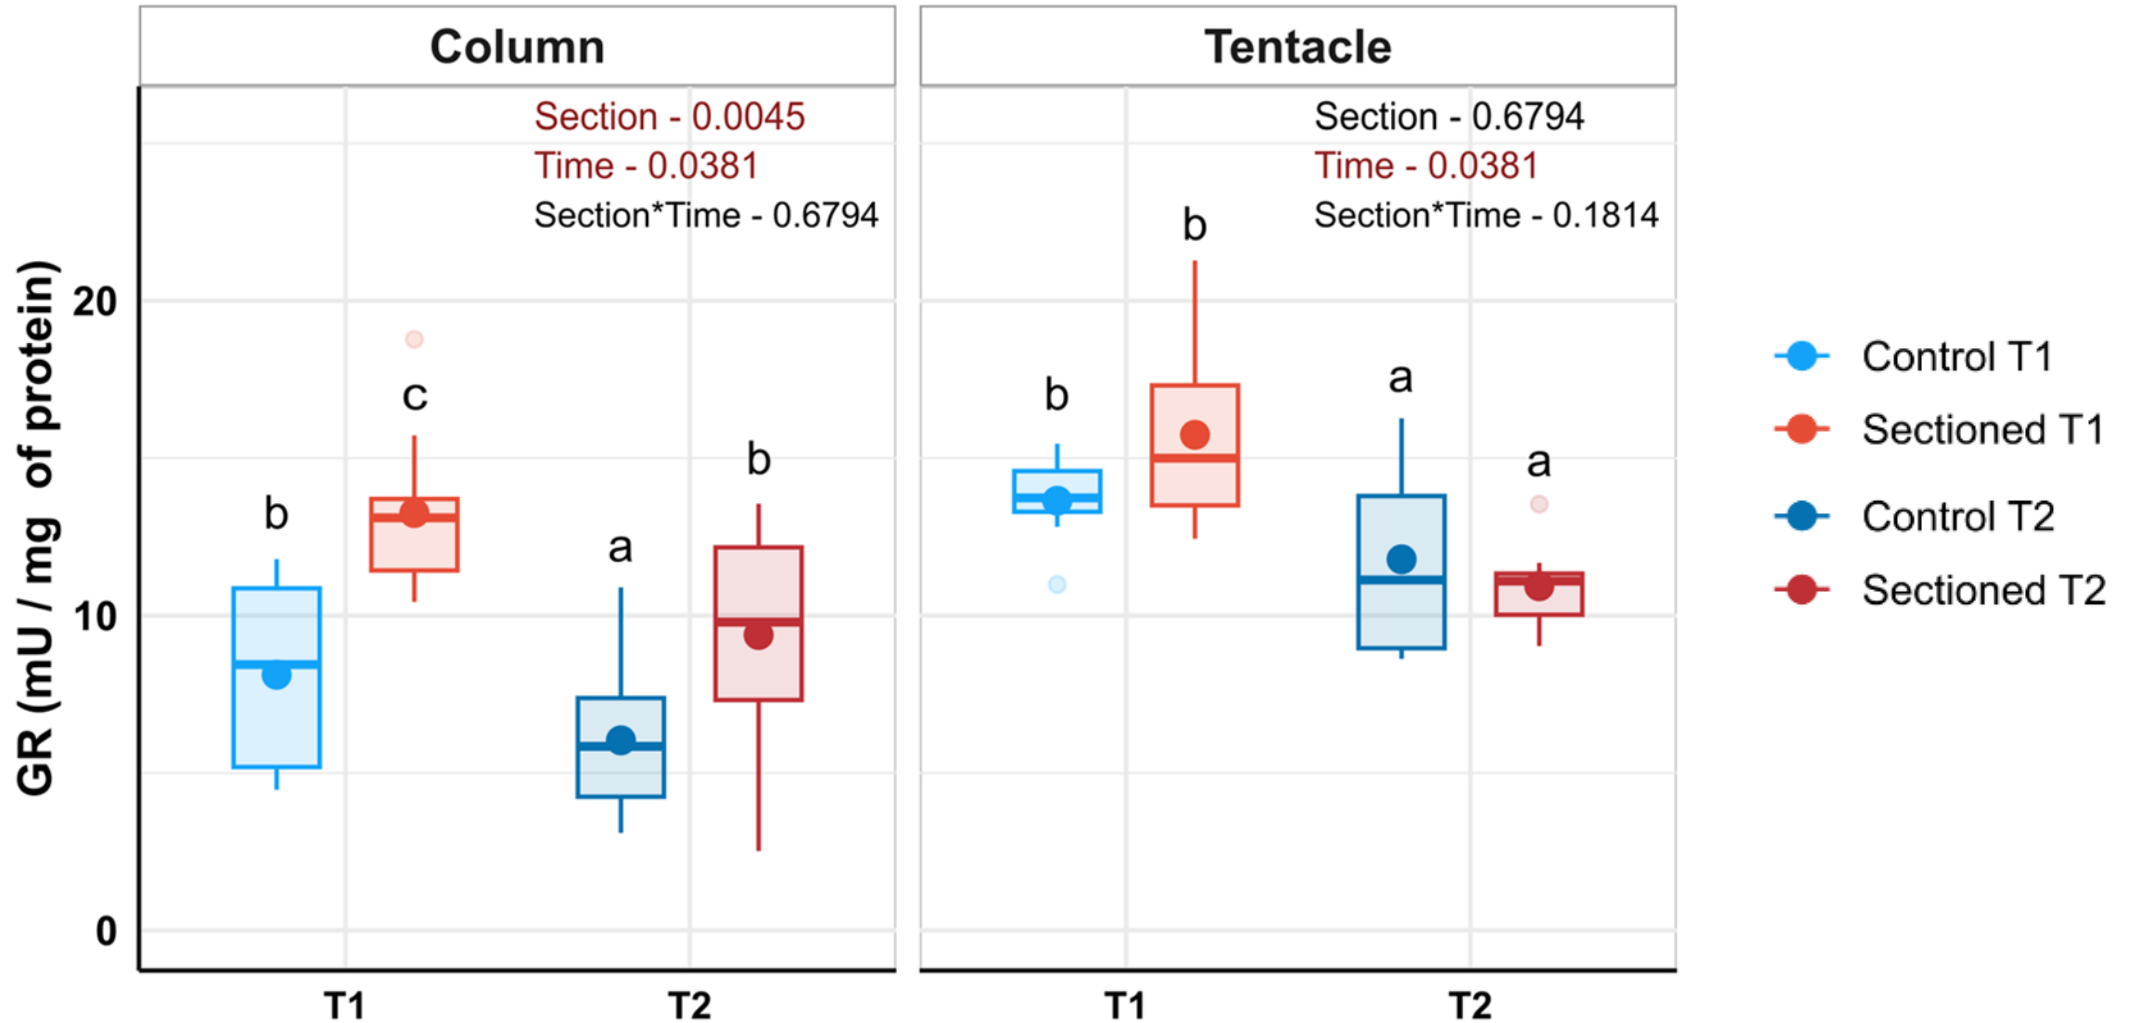 Column
Tentacle
Section - 0.0045
Time - 0.0381
Section*Time - 0.6794
Section - 0.6794
Time - 0.0381
Section*Time - 0.1814
GR (mU / mg of protein)
20
10
0
b
c
a
b
b
b
a
a
T1
T2
T1
T2
Control T1
Sectioned T1
Control T2
Sectioned T2